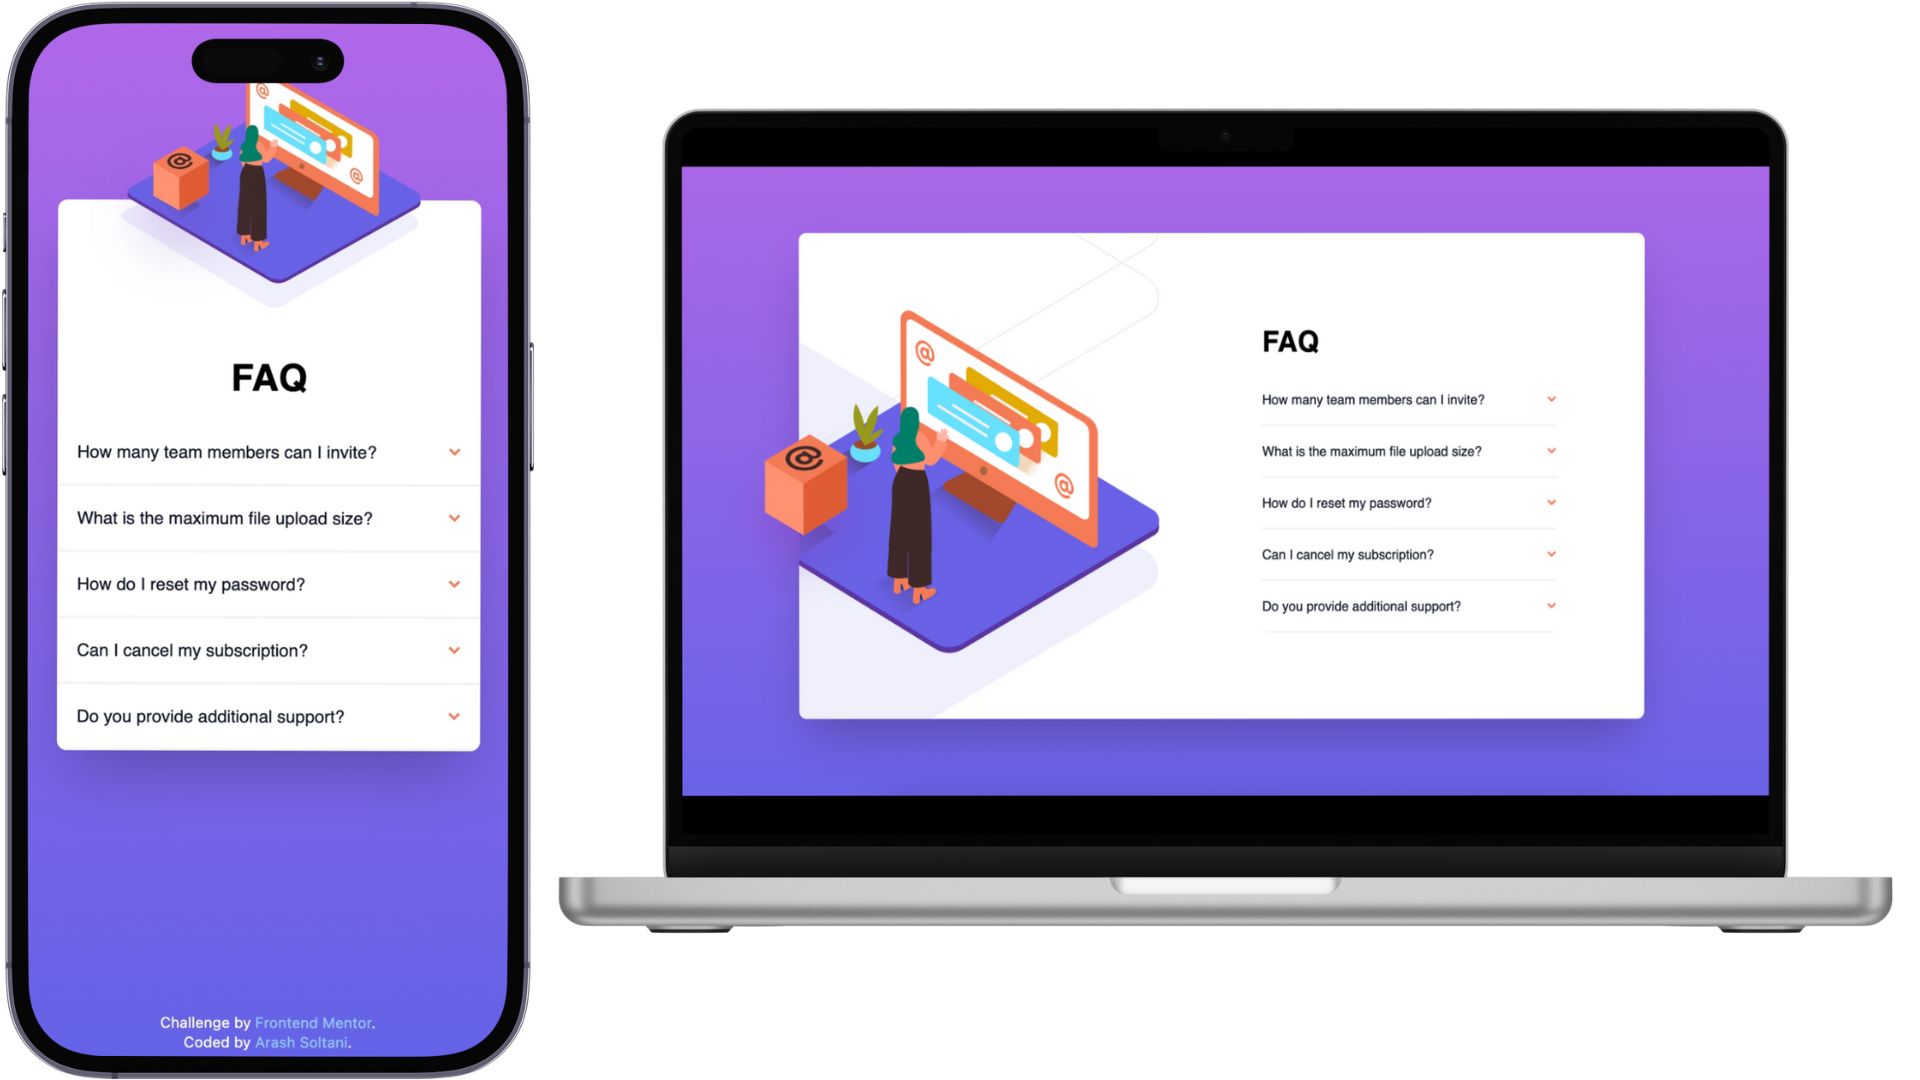 @
@
@
FAQ
How many team members can I invite?
What is the maximum file upload size?
How do I reset my password?
Can I cancel my subscription?
Do you provide additional support?
Challenge by Frontend Mentor.
Coded by Arash Soltani.
@
@
@
FAQ
How many team members can I invite?
What is the maximum file upload size?
How do I reset my password?
Can I cancel my subscription?
Do you provide additional support?